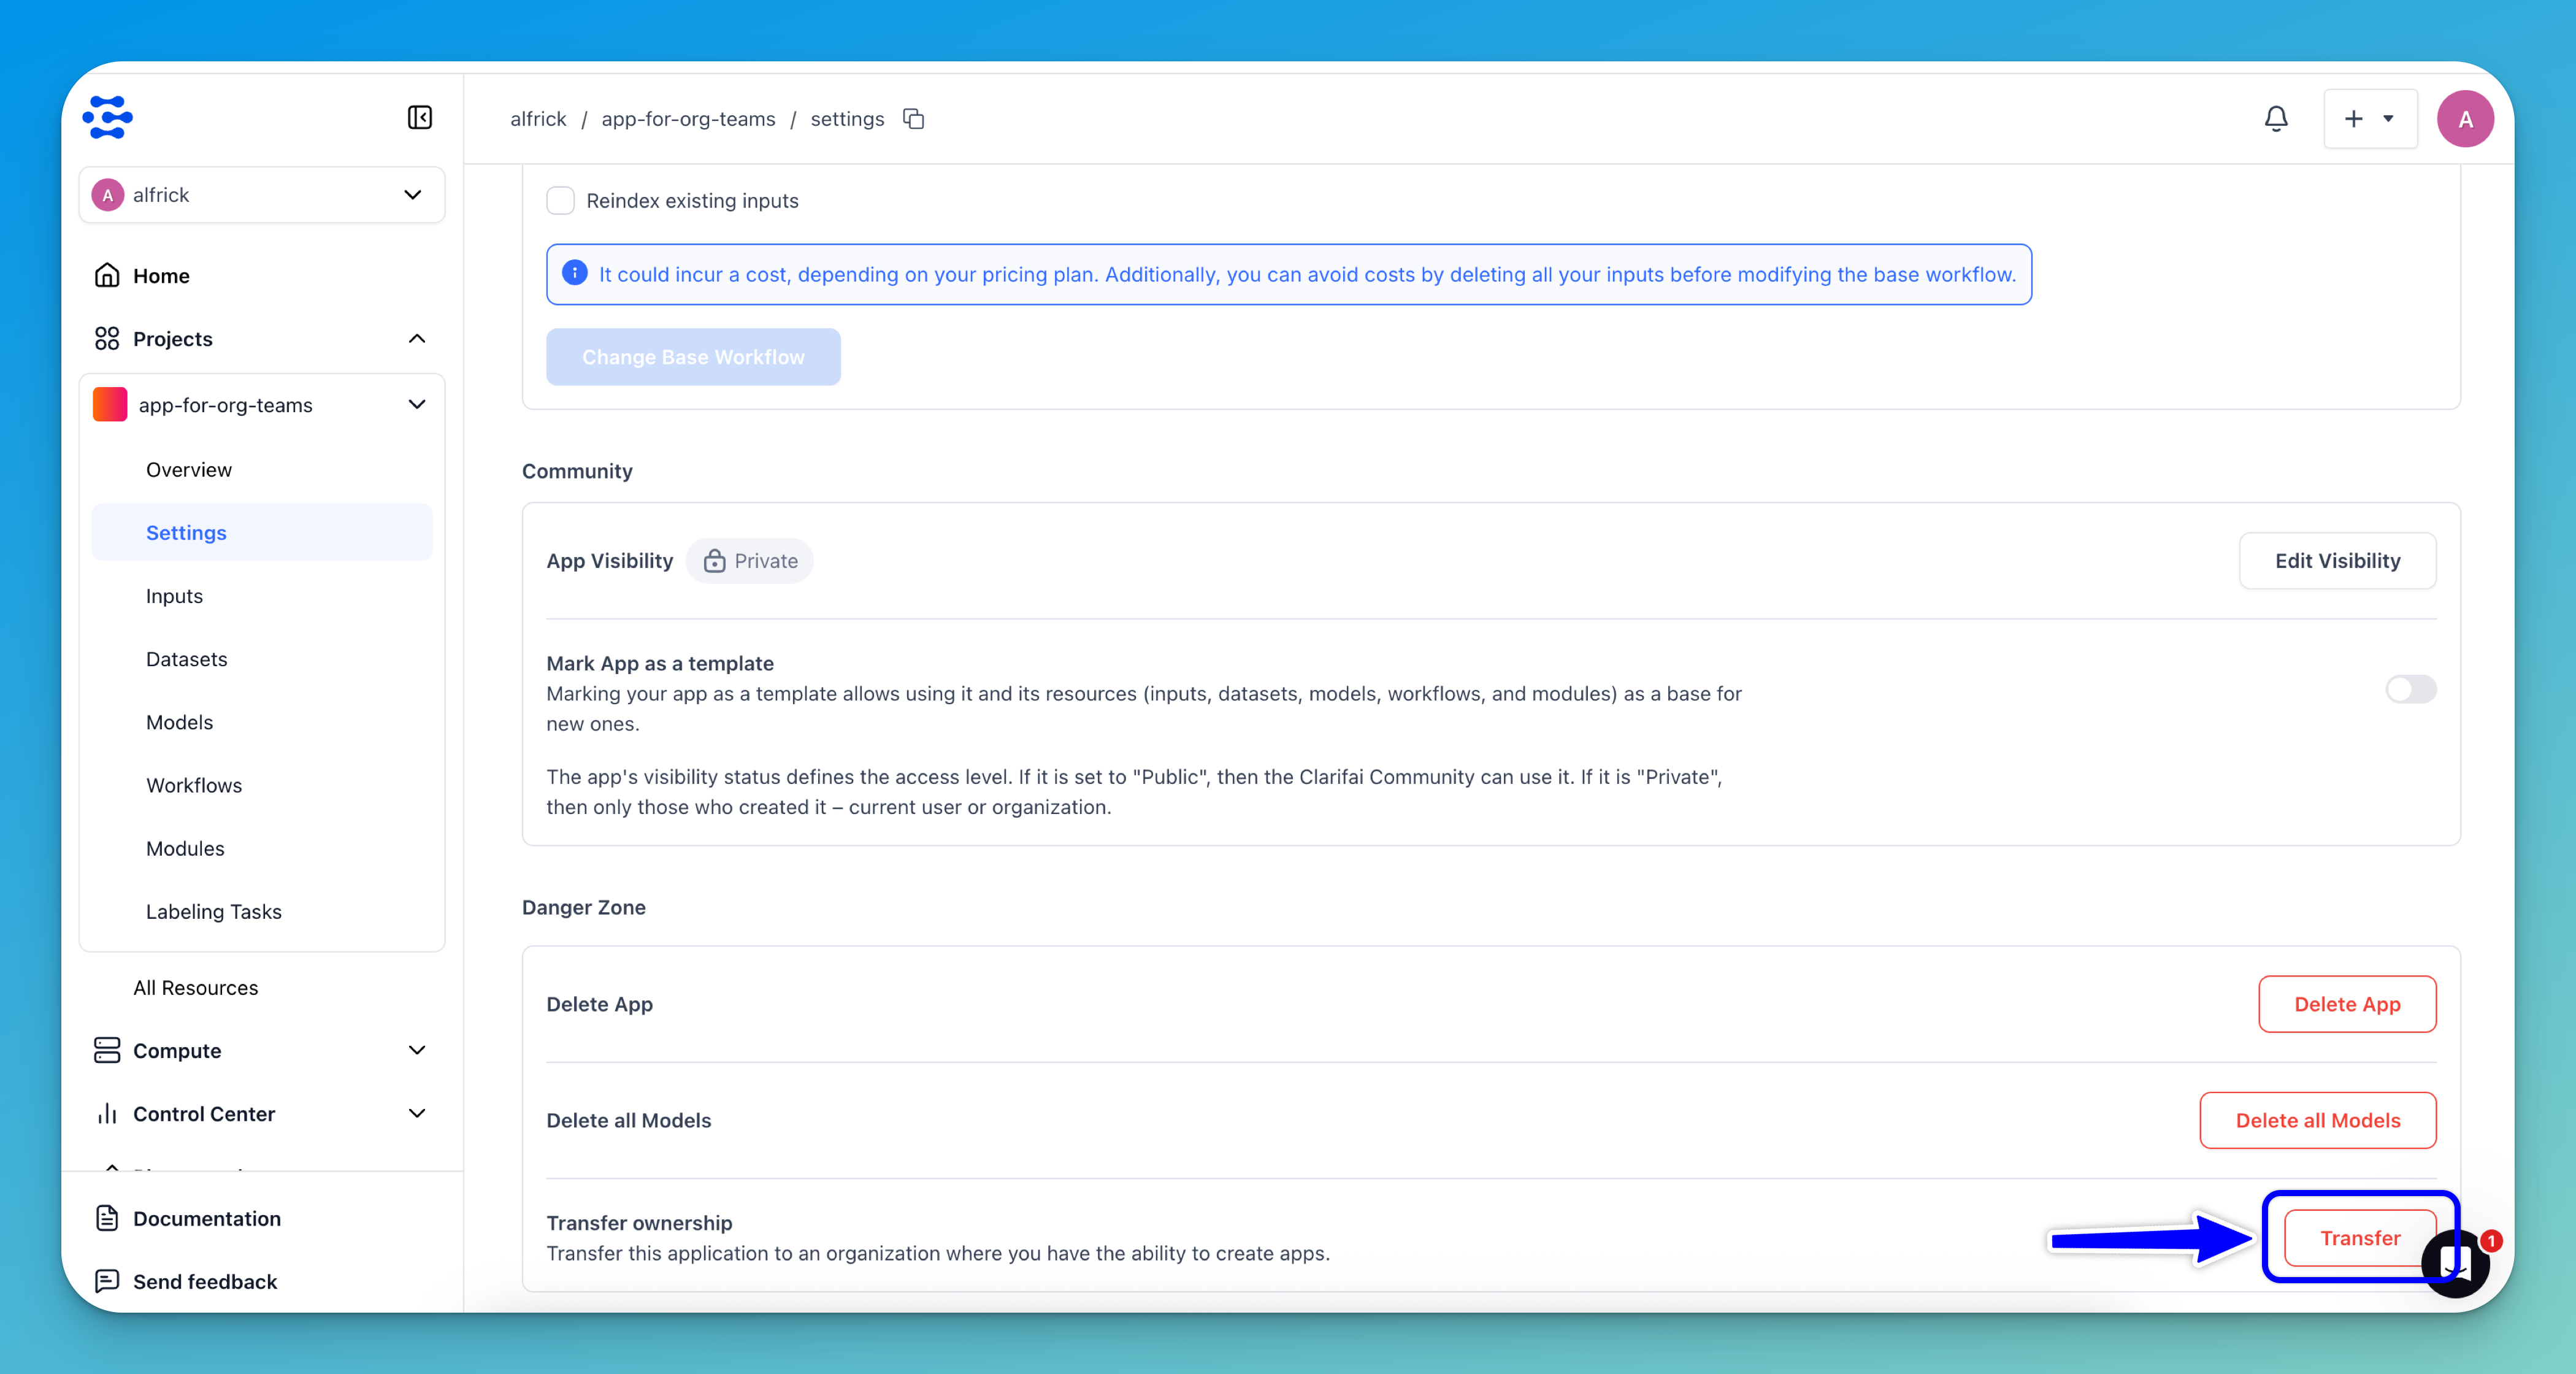 alfrick / app-for-org-teams / settings
A
A alfrick
Home
Projects
app-for-org-teams
Overview
Settings
Inputs
Datasets
Models
Workflows
Modules
Labeling Tasks
All Resources
Compute
Control Center
Documentation
Send feedback
Reindex existing inputs
It could incur a cost, depending on your pricing plan. Additionally, you can avoid costs by deleting all your inputs before modifying the base workflow.
Change Base Workflow
Community
App Visibility Private
Edit Visibility
Mark App as a template
Marking your app as a template allows using it and its resources (inputs, datasets, models, workflows, and modules) as a base for
new ones.
The app's visibility status defines the access level. If it is set to "Public", then the Clarifai Community can use it. If it is "Private",
then only those who created it – current user or organization.
Danger Zone
Delete App
Delete App
Delete all Models
Delete all Models
Transfer ownership
Transfer this application to an organization where you have the ability to create apps.
Transfer
1